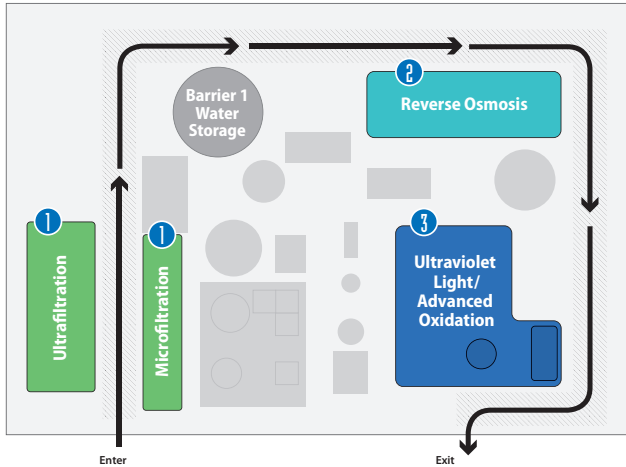 2
Barrier 1
Water
Storage
Reverse Osmosis
1
Ultrafiltration
1
Microfiltration
3
Ultraviolet
Light/
Advanced
Oxidation
Enter
Exit